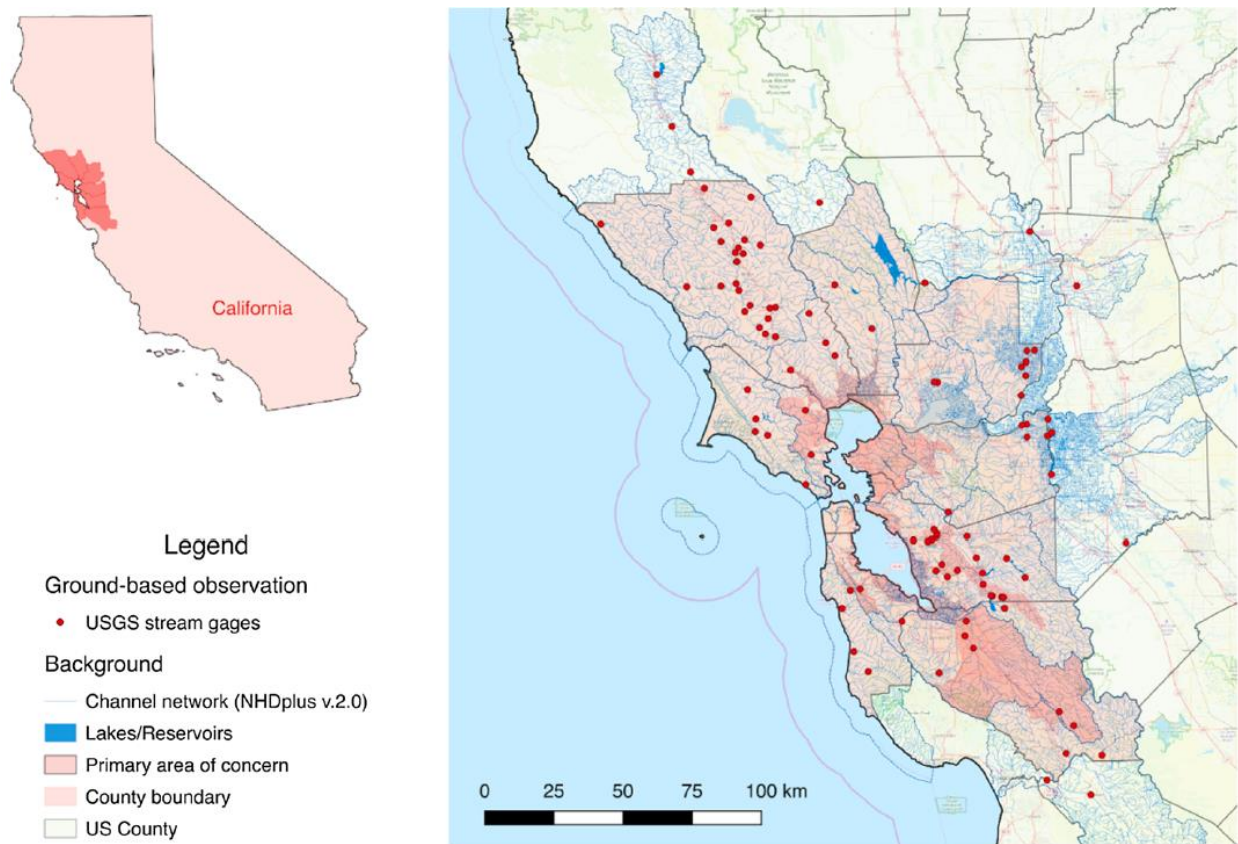 California
Legend
Ground-based observation
USGS stream gages
Background
Channel network (NHDplus v.2.0)
Lakes/Reservoirs
Primary area of concern
County boundary
US County
0 25 50 75 100 km